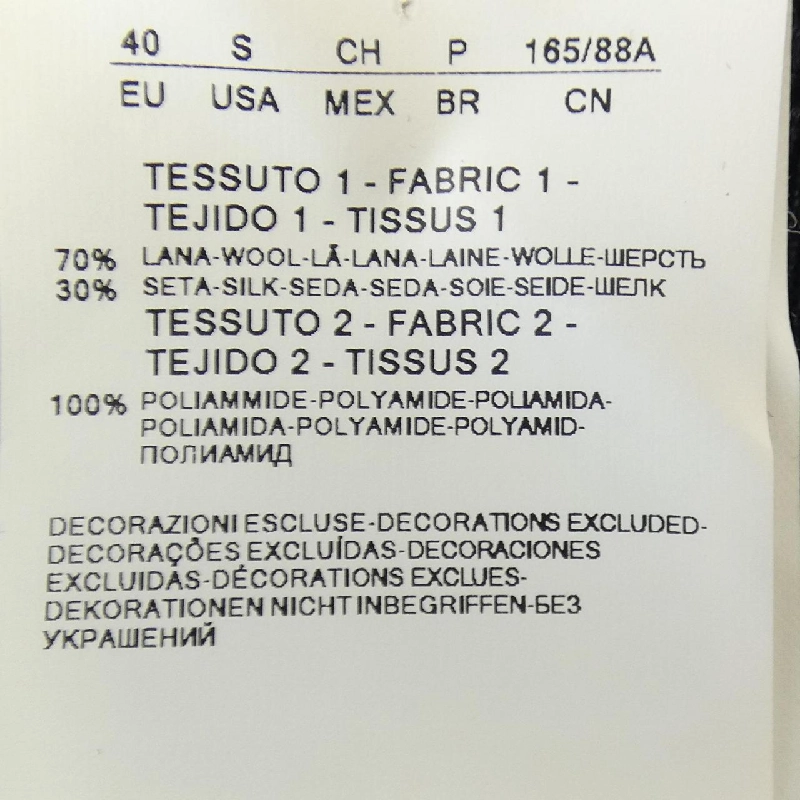 40 S CH P 165/88A
EU USA MEX BR CN
TESSUTO 1 - FABRIC 1 -
TEJIDO 1 - TISSUS 1
70% LANA-WOOL-LÃ-LANA-LAINE-WOLLE-ШЕРСТЬ
30% SETA-SILK-SEDA-SEDA-SOIE-SEIDE-ШЕЛК
TESSUTO 2 - FABRIC 2 -
TEJIDO 2 - TISSUS 2
100% POLIAMMIDE-POLYAMIDE-POLIAMIDA-
POLIAMIDA-POLYAMIDE-POLYAMID-
ПОЛИАМИД
DECORAZIONI ESCLUSE-DECORATIONS EXCLUDED-
DECORAÇÕES EXCLUÍDAS-DECORACIONES
EXCLUIDAS-DÉCORATIONS EXCLUES-
DEKORATIONEN NICHT INBEGRIFFEN-БЕЗ
УКРАШЕНИЙ